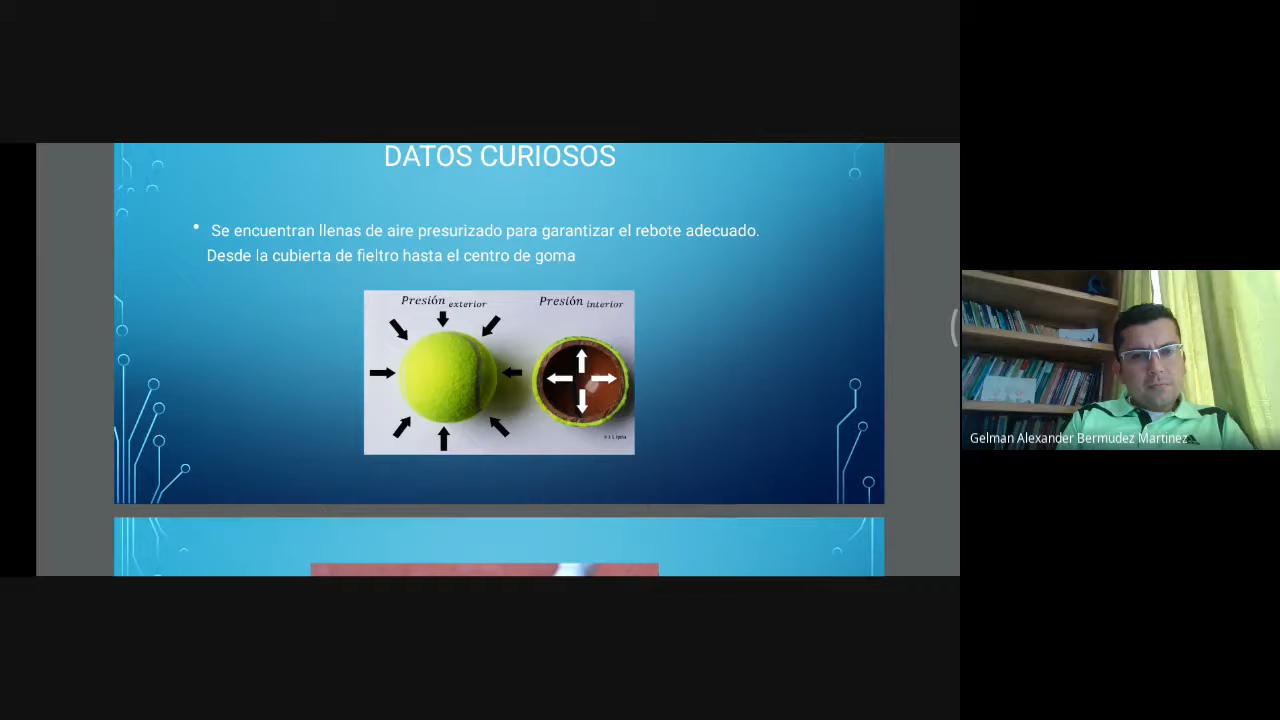 DATOS CURIOSOS
• Se encuentran llenas de aire presurizado para garantizar el rebote adecuado.
Desde la cubierta de fieltro hasta el centro de goma
Presión exterior
Presión interior
Gelman Alexander Bermudez Martinez